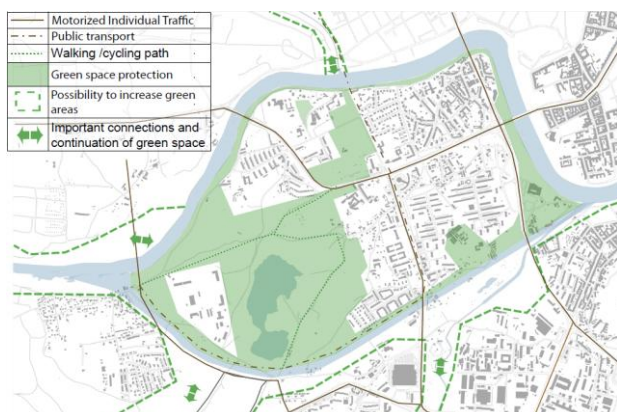 Motorized Individual Traffic
Public transport
Walking /cycling path
Green space protection
Possibility to increase green
areas
Important connections and
continuation of green space